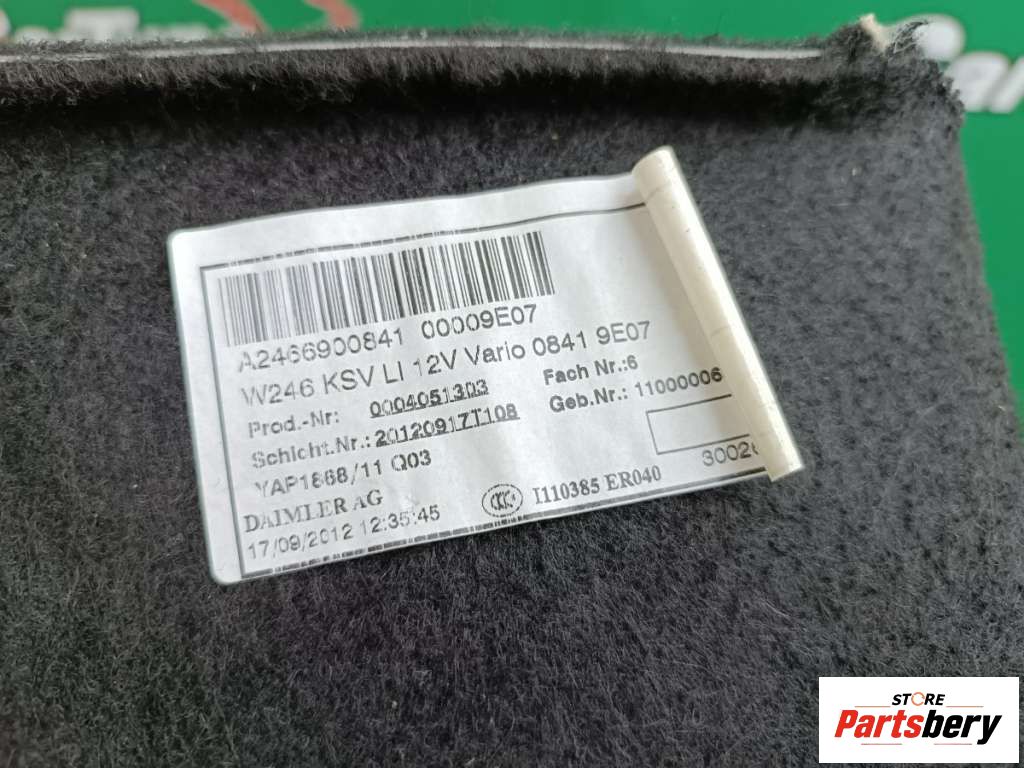 A2466900841 00009E07
W246 KSV LI 12V Vario 0841 9E07
Prod.-Nr: 0004051303 Fach Nr.:6
Schicht.Nr.: 20120917T108 Geb.Nr.: 11000006
YAP1868/11 Q03
DAIMLER AG I110385 ER040
17/09/2012 12:35:45
STORE
Partsbery